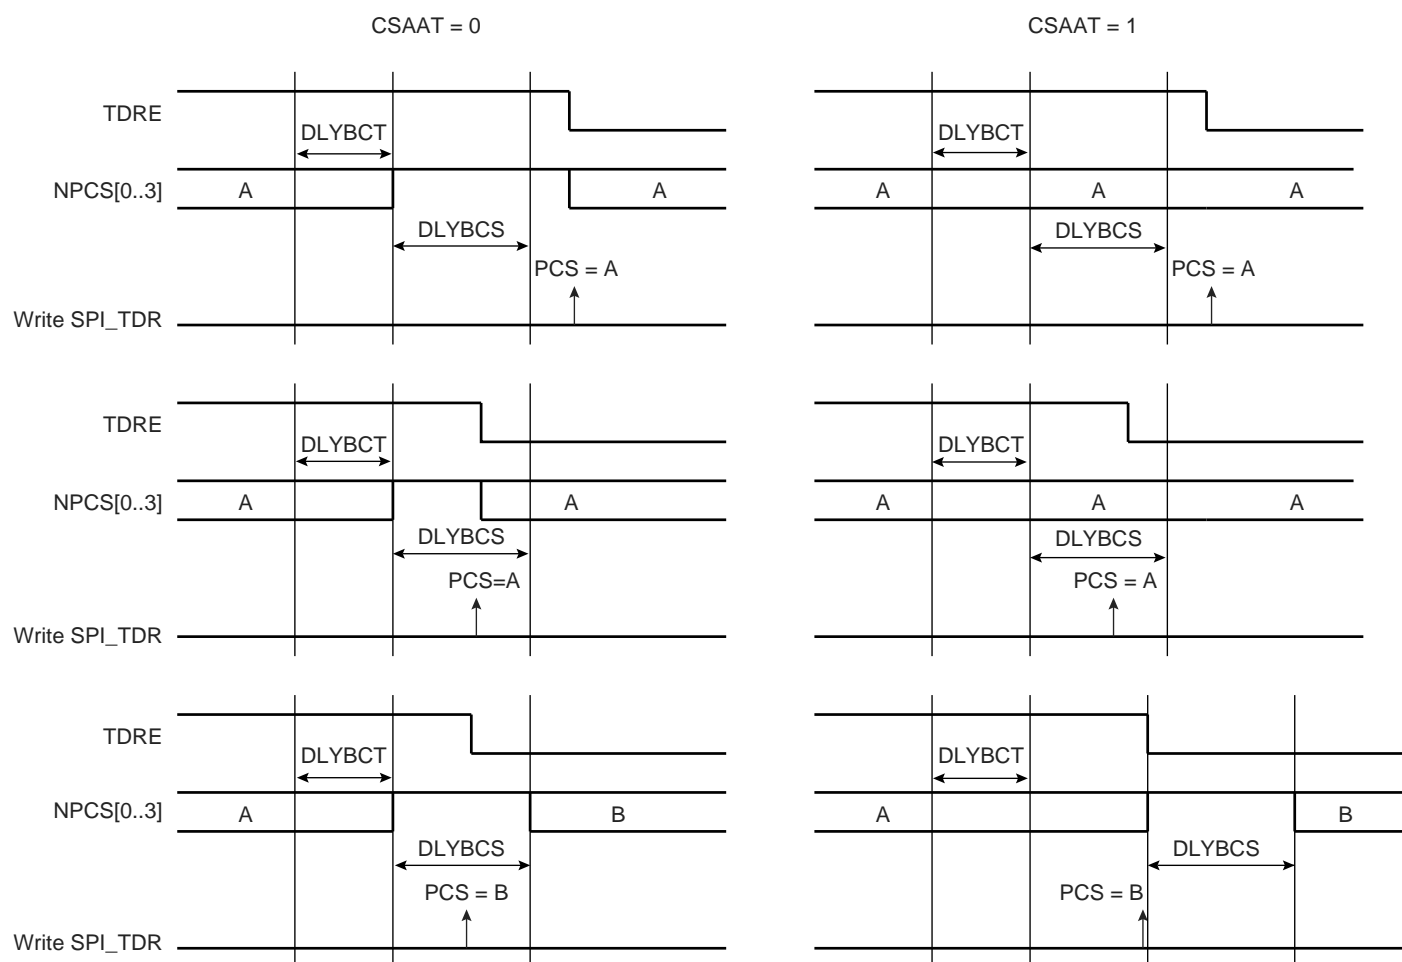 CSAAT = 0
CSAAT = 1
TDRE
DLYBCT
DLYBCT
NPCS[0..3]
A
A
A
A
A
DLYBCS
DLYBCS
PCS = A
PCS = A
Write SPI_TDR
TDRE
DLYBCT
DLYBCT
NPCS[0..3]
A
A
A
A
A
DLYBCS
DLYBCS
PCS=A
PCS = A
Write SPI_TDR
TDRE
DLYBCT
DLYBCT
NPCS[0..3]
A
B
A
B
DLYBCS
DLYBCS
PCS = B
PCS = B
Write SPI_TDR